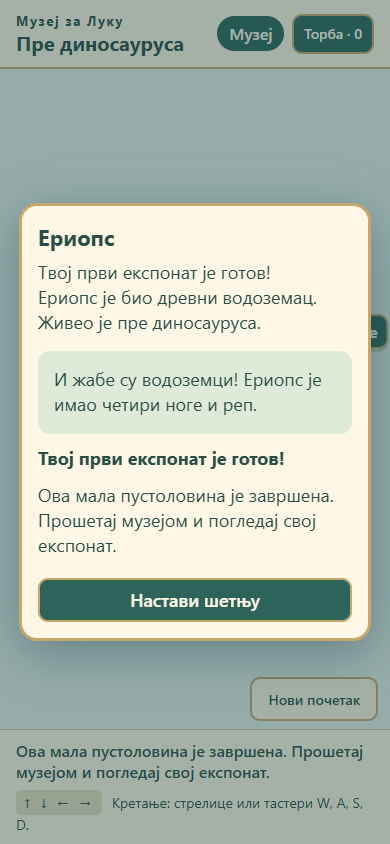 Музеј за Луку
Пре диносауруса
Музеј
Торба · 0
Ериопс
Твој први експонат је готов!
Ериопс је био древни водоземац.
Живео је пре диносауруса.
И жабе су водоземци! Ериопс је
имао четири ноге и реп.
Твој први експонат је готов!
Ова мала пустоловина је завршена.
Прошетај музејом и погледај свој
експонат.
Настави шетњу
Нови почетак
Ова мала пустоловина је завршена. Прошетај
музејом и погледај свој експонат.
↑ ↓ ← → Кретање: стрелице или тастери W, A, S,
D.